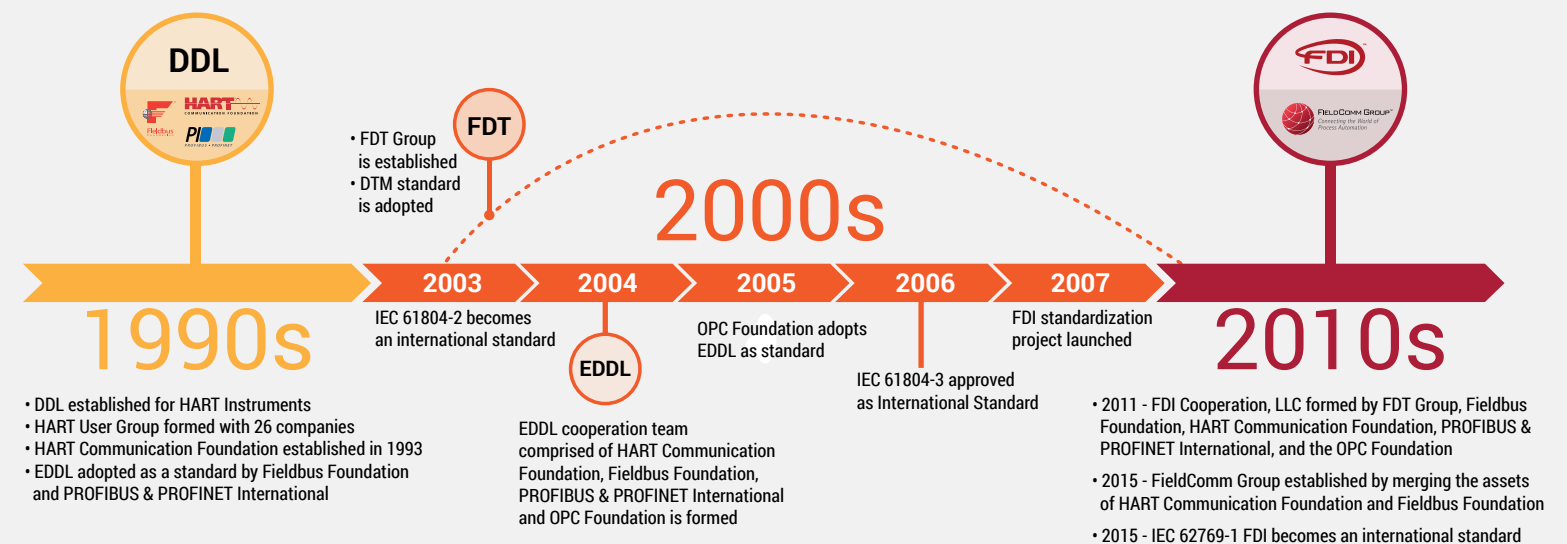 DDL
Fieldbus
HART
COMMUNICATION FOUNDATION
PI
PROFIBUS • PROFINET
1990s
• DDL established for HART Instruments
• HART User Group formed with 26 companies
• HART Communication Foundation established in 1993
• EDDL adopted as a standard by Fieldbus Foundation
and PROFIBUS & PROFINET International
FDT
• FDT Group
is established
• DTM standard
is adopted
2000s
2003
IEC 61804-2 becomes
an international standard
2004
EDDL
EDDL cooperation team
comprised of HART Communication
Foundation, Fieldbus Foundation,
PROFIBUS & PROFINET International
and OPC Foundation is formed
2005
OPC Foundation adopts
EDDL as standard
2006
IEC 61804-3 approved
as International Standard
2007
FDI standardization
project launched
FDI
FIELDCOMM GROUP™
Connecting the World of
Process Automation
2010s
• 2011 - FDI Cooperation, LLC formed by FDT Group, Fieldbus
Foundation, HART Communication Foundation, PROFIBUS &
PROFINET International, and the OPC Foundation
• 2015 - FieldComm Group established by merging the assets
of HART Communication Foundation and Fieldbus Foundation
• 2015 - IEC 62769-1 FDI becomes an international standard